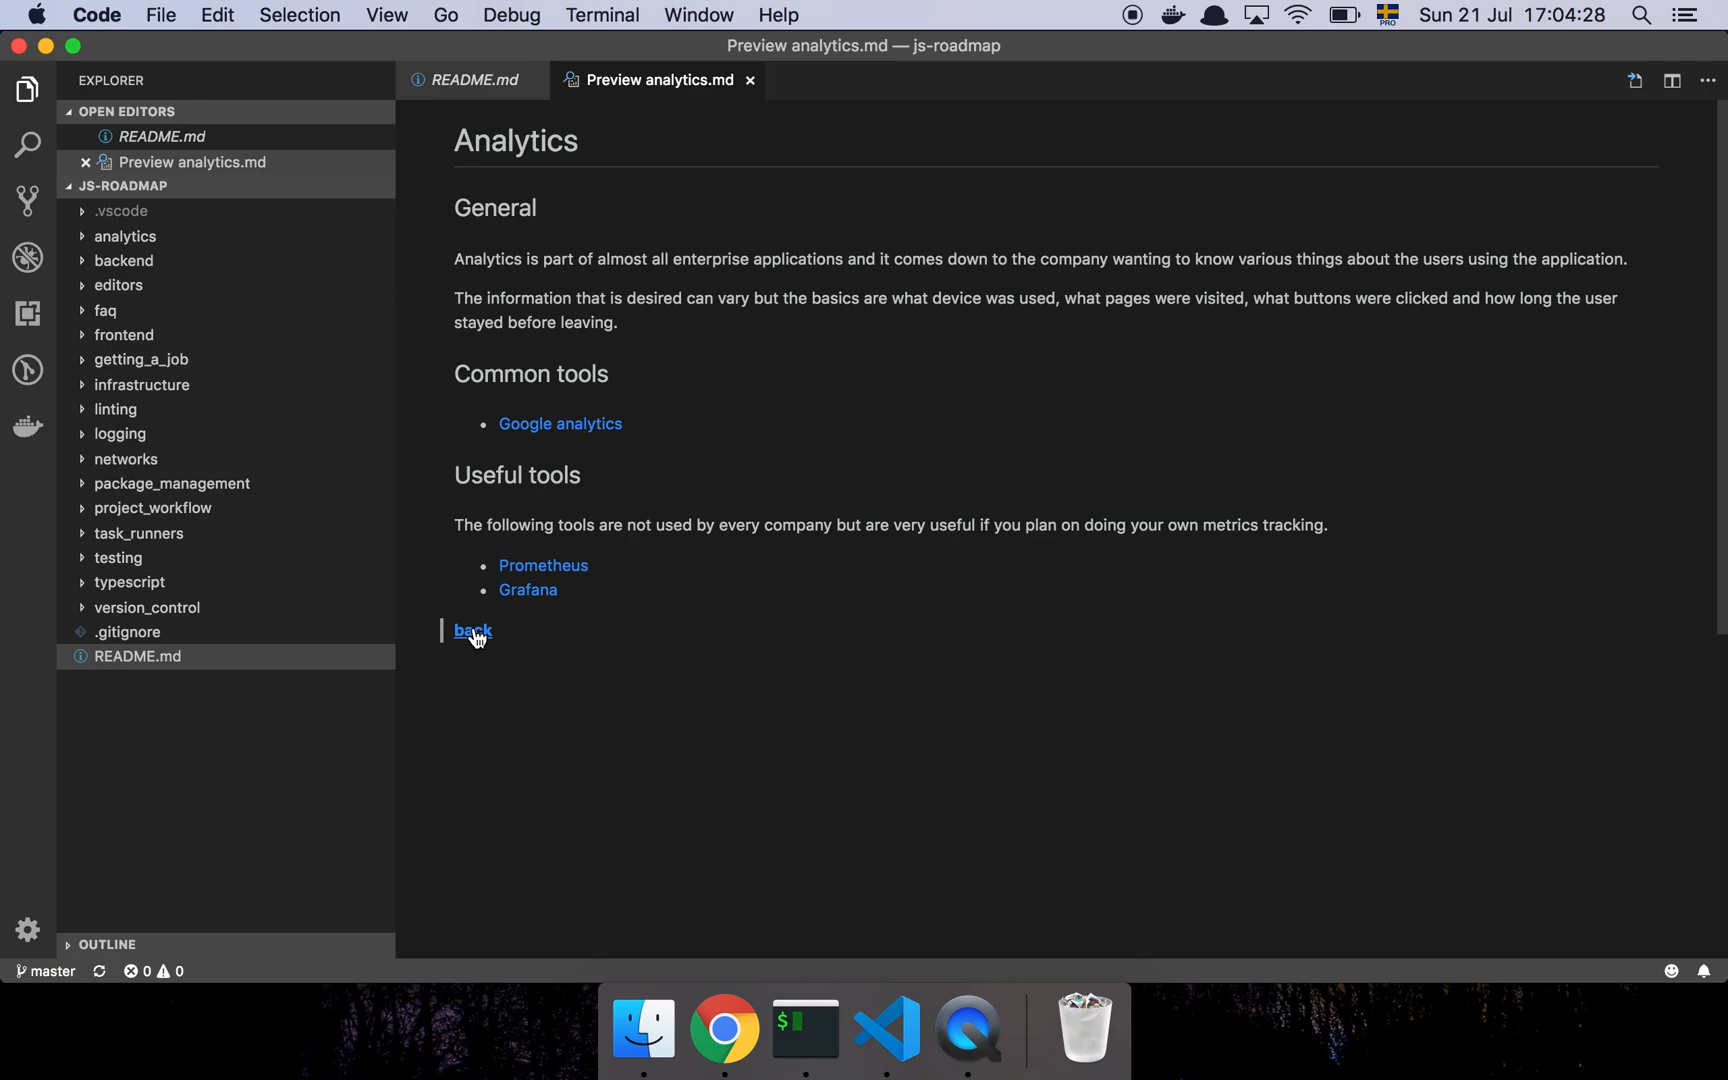 Code File Edit Selection View Go Debug Terminal Window Help
PRO
Sun 21 Jul 17:04:28
Preview analytics.md — js-roadmap
EXPLORER
OPEN EDITORS
README.md
Preview analytics.md
JS-ROADMAP
.vscode
analytics
backend
editors
faq
frontend
getting_a_job
infrastructure
linting
logging
networks
package_management
project_workflow
task_runners
testing
typescript
version_control
.gitignore
README.md
OUTLINE
README.md
Preview analytics.md
Analytics
General
Analytics is part of almost all enterprise applications and it comes down to the company wanting to know various things about the users using the application.
The information that is desired can vary but the basics are what device was used, what pages were visited, what buttons were clicked and how long the user
stayed before leaving.
Common tools
Google analytics
Useful tools
The following tools are not used by every company but are very useful if you plan on doing your own metrics tracking.
Prometheus
Grafana
back
master 0 0
$